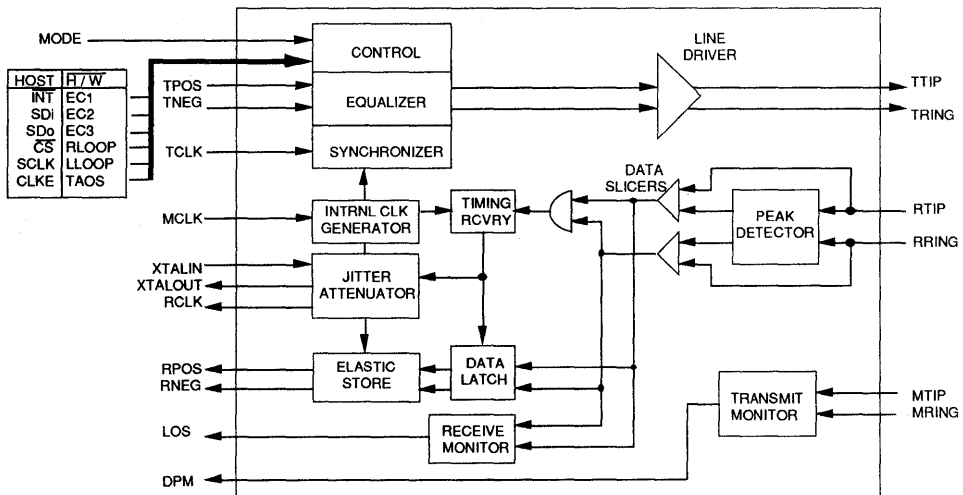 MODE
HOST H/W
INT EC1
SDi EC2
SDo EC3
CS RLOOP
SCLK LLOOP
CLKE TAOS
TPOS
TNEG
TCLK
MCLK
XTALIN
XTALOUT
RCLK
RPOS
RNEG
LOS
DPM
CONTROL
EQUALIZER
SYNCHRONIZER
INTRNL CLK
GENERATOR
TIMING
RCVRY
JITTER
ATTENUATOR
ELASTIC
STORE
DATA
LATCH
RECEIVE
MONITOR
LINE
DRIVER
DATA
SLICERS
PEAK
DETECTOR
TRANSMIT
MONITOR
TTIP
TRING
RTIP
RRING
MTIP
MRING